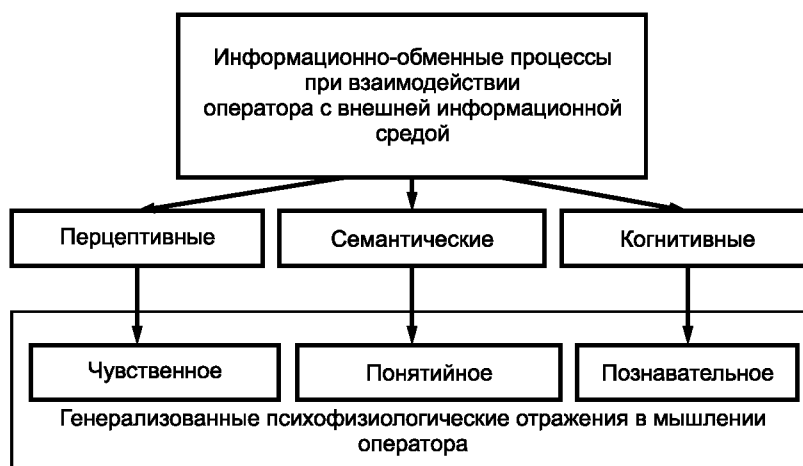 Информационно-обменные процессы
при взаимодействии
оператора с внешней информационной
средой
Перцептивные
Семантические
Когнитивные
Чувственное
Понятийное
Познавательное
Генерализованные психофизиологические отражения в мышлении
оператора